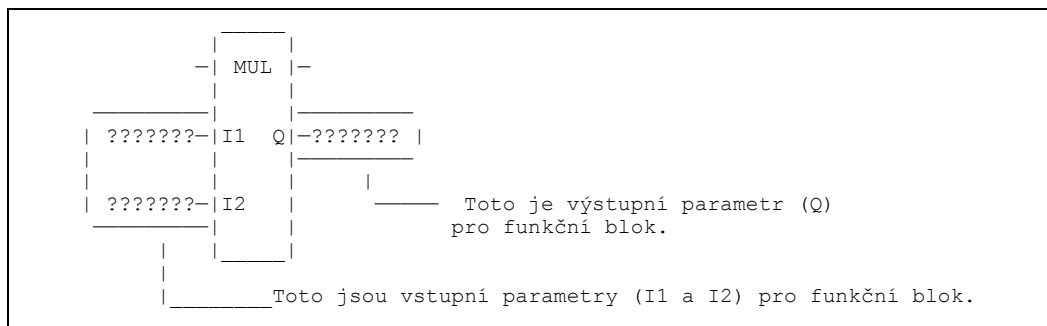 MUL
??????? I1 Q ???????
??????? I2
Toto je výstupní parametr (Q)
pro funkční blok.
Toto jsou vstupní parametry (I1 a I2) pro funkční blok.